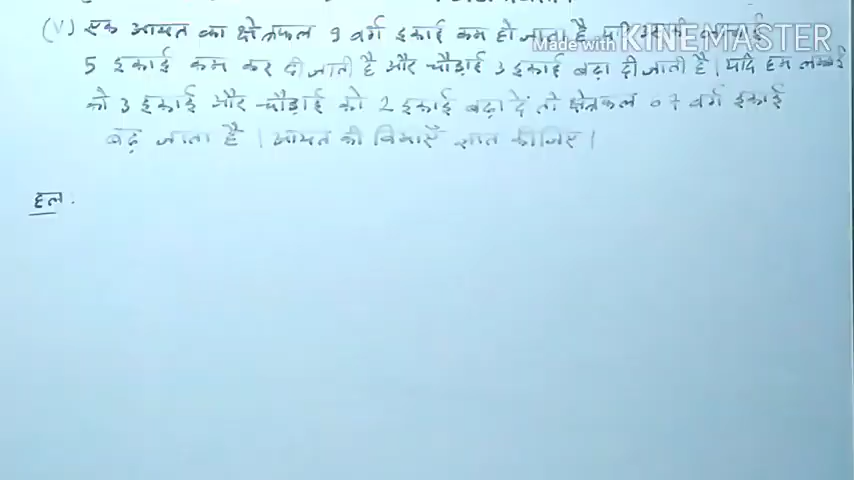 (V) एक आयत का क्षेत्रफल 9 वर्ग इकाई कम हो जाता है, यदि
Made with KINEMASTER
5 इकाई कम कर दी जाती है और चौड़ाई 3 इकाई बढ़ा दी जाती है। यदि हम लम्बाई
को 3 इकाई और चौड़ाई को 2 इकाई बढ़ा दें तो क्षेत्रफल 67 वर्ग इकाई
बढ़ जाता है। आयत की विमाएँ ज्ञात कीजिए।
हल.